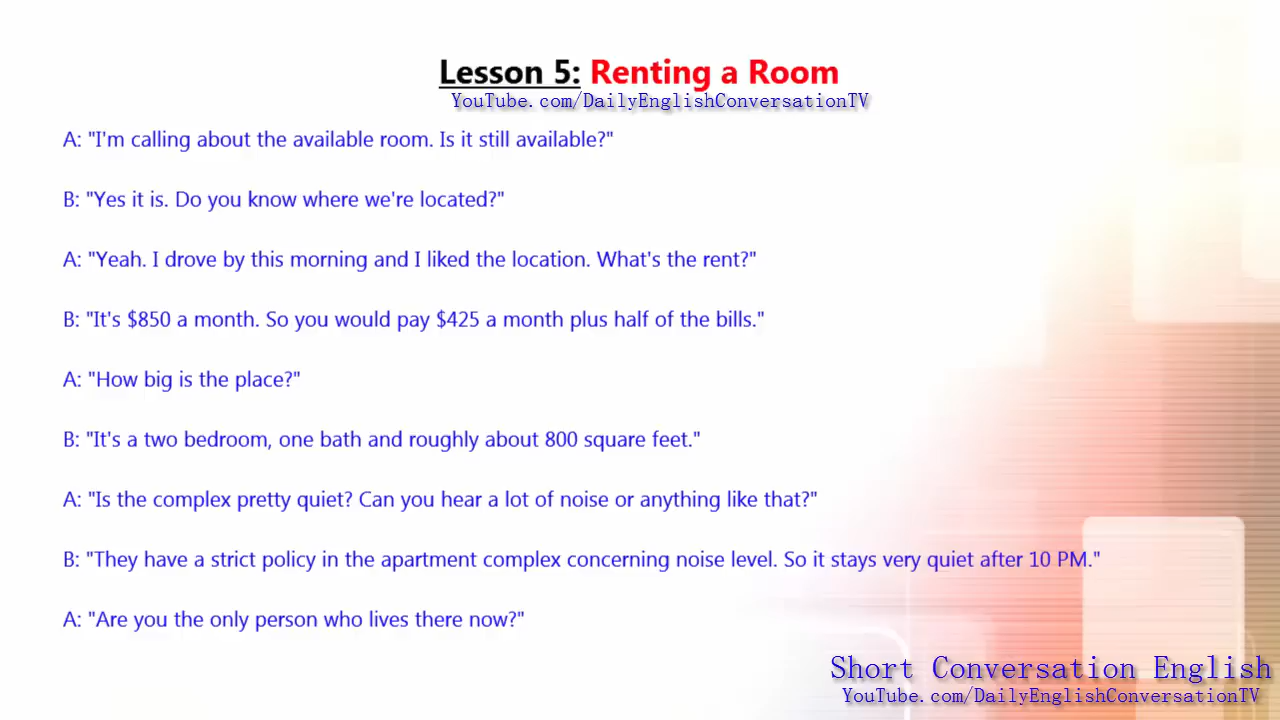 Lesson 5: Renting a Room
YouTube.com/DailyEnglishConversationTV
A: "I'm calling about the available room. Is it still available?"
B: "Yes it is. Do you know where we're located?"
A: "Yeah. I drove by this morning and I liked the location. What's the rent?"
B: "It's $850 a month. So you would pay $425 a month plus half of the bills."
A: "How big is the place?"
B: "It's a two bedroom, one bath and roughly about 800 square feet."
A: "Is the complex pretty quiet? Can you hear a lot of noise or anything like that?"
B: "They have a strict policy in the apartment complex concerning noise level. So it stays very quiet after 10 PM."
A: "Are you the only person who lives there now?"
Short Conversation English
YouTube.com/DailyEnglishConversationTV